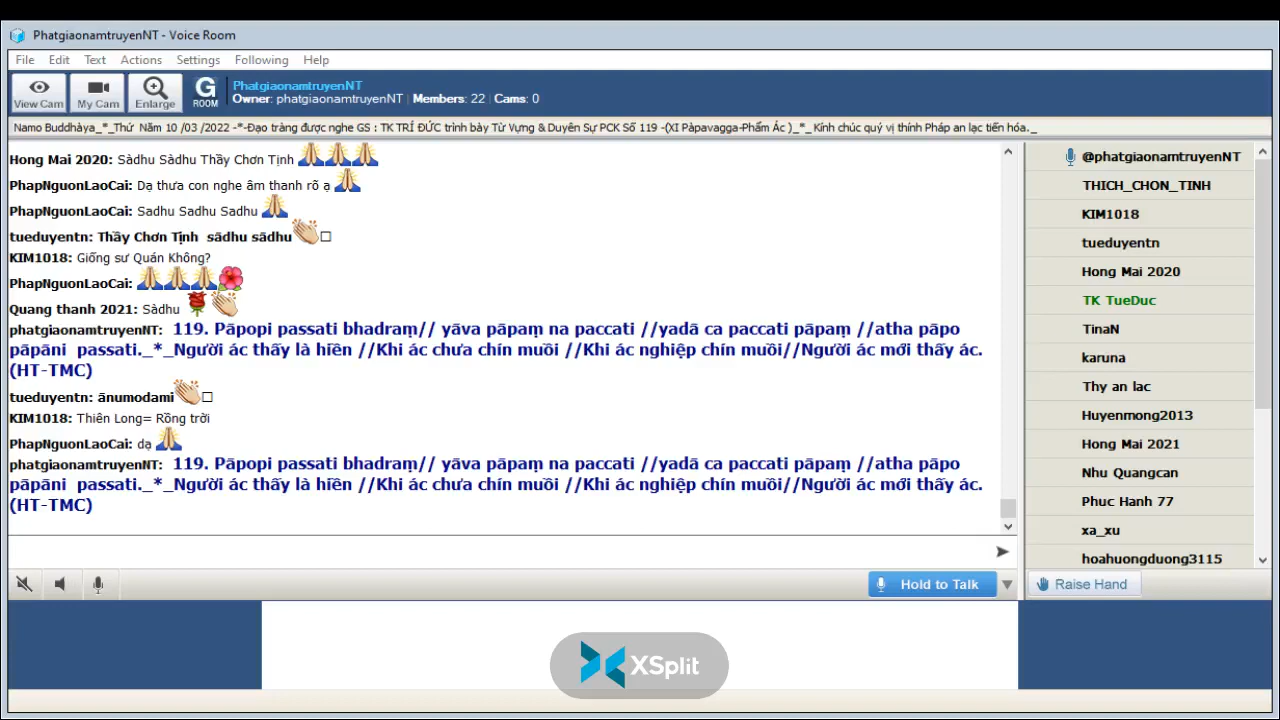 PhatgiaonamtruyenNT - Voice Room
File Edit Text Actions Settings Following Help
View Cam My Cam Enlarge G ROOM
PhatgiaonamtruyenNT
Owner: phatgiaonamtruyenNT | Members: 22 | Cams: 0
Namo Buddhàya_*_Thứ Năm 10 /03 /2022 -*-Đạo tràng được nghe GS : TK TRÍ ĐỨC trình bày Từ Vựng & Duyên Sự PCK Số 119 -(XI Pàpavagga-Phẩm Ác )_*_ Kính chúc quý vị thính Pháp an lạc tiến hóa._
Hong Mai 2020: Sàdhu Sàdhu Thầy Chơn Tịnh 🙏🙏🙏
PhapNguonLaoCai: Dạ thưa con nghe âm thanh rõ ạ 🙏
PhapNguonLaoCai: Sadhu Sadhu Sadhu 🙏
tueduyentn: Thầy Chơn Tịnh sādhu sādhu👏□
KIM1018: Giống sư Quán Không?
PhapNguonLaoCai: 🙏🙏🙏🌺
Quang thanh 2021: Sàdhu 🌹👏
phatgiaonamtruyenNT: 119. Pāpopi passati bhadraṃ// yāva pāpaṃ na paccati //yadā ca paccati pāpaṃ //atha pāpo
pāpāni passati._*_Người ác thấy là hiền //Khi ác chưa chín muồi //Khi ác nghiệp chín muồi//Người ác mới thấy ác.
(HT-TMC)
tueduyentn: ānumodami👏□
KIM1018: Thiên Long= Rồng trời
PhapNguonLaoCai: dạ 🙏
phatgiaonamtruyenNT: 119. Pāpopi passati bhadraṃ// yāva pāpaṃ na paccati //yadā ca paccati pāpaṃ //atha pāpo
pāpāni passati._*_Người ác thấy là hiền //Khi ác chưa chín muồi //Khi ác nghiệp chín muồi//Người ác mới thấy ác.
(HT-TMC)
@phatgiaonamtruyenNT
THICH_CHON_TINH
KIM1018
tueduyentn
Hong Mai 2020
TK TueDuc
TinaN
karuna
Thy an lac
Huyenmong2013
Hong Mai 2021
Nhu Quangcan
Phuc Hanh 77
xa_xu
hoahuongduong3115
Hold to Talk
Raise Hand
XSplit